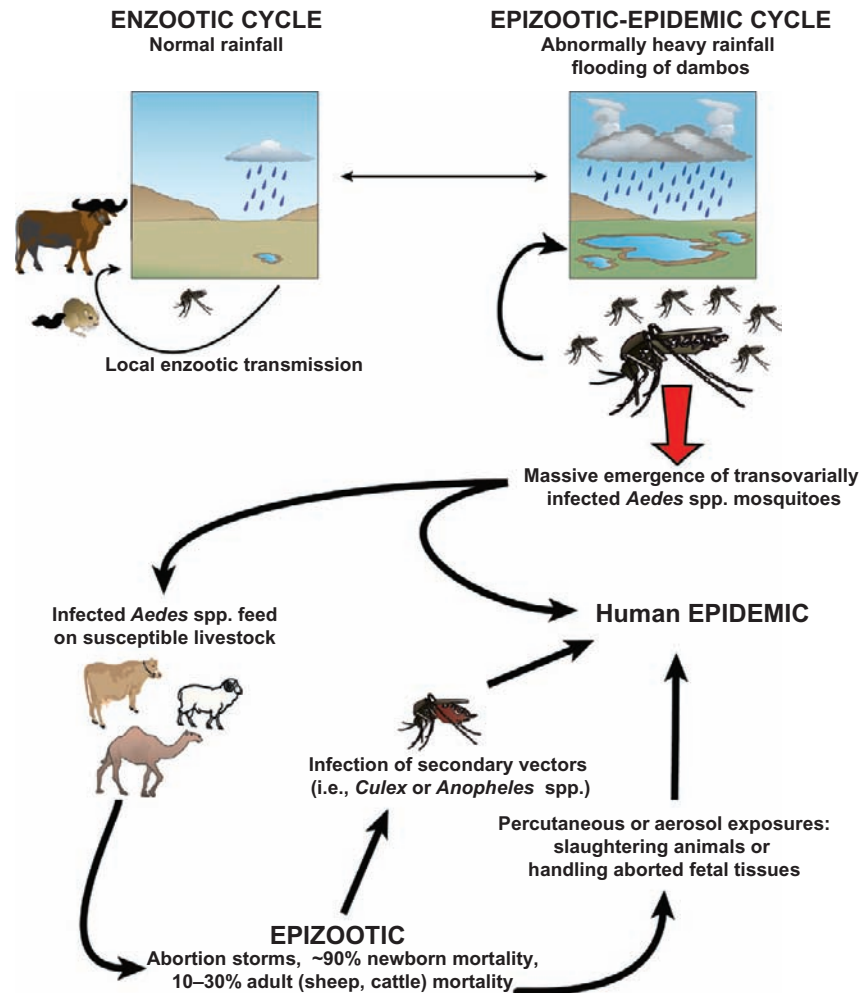 ENZOOTIC CYCLE
Normal rainfall
EPIZOOTIC-EPIDEMIC CYCLE
Abnormally heavy rainfall
flooding of dambos
Local enzootic transmission
Massive emergence of transovarially
infected Aedes spp. mosquitoes
Infected Aedes spp. feed
on susceptible livestock
Human EPIDEMIC
Infection of secondary vectors
(i.e., Culex or Anopheles spp.)
Percutaneous or aerosol exposures:
slaughtering animals or
handling aborted fetal tissues
EPIZOOTIC
Abortion storms, ~90% newborn mortality,
10–30% adult (sheep, cattle) mortality